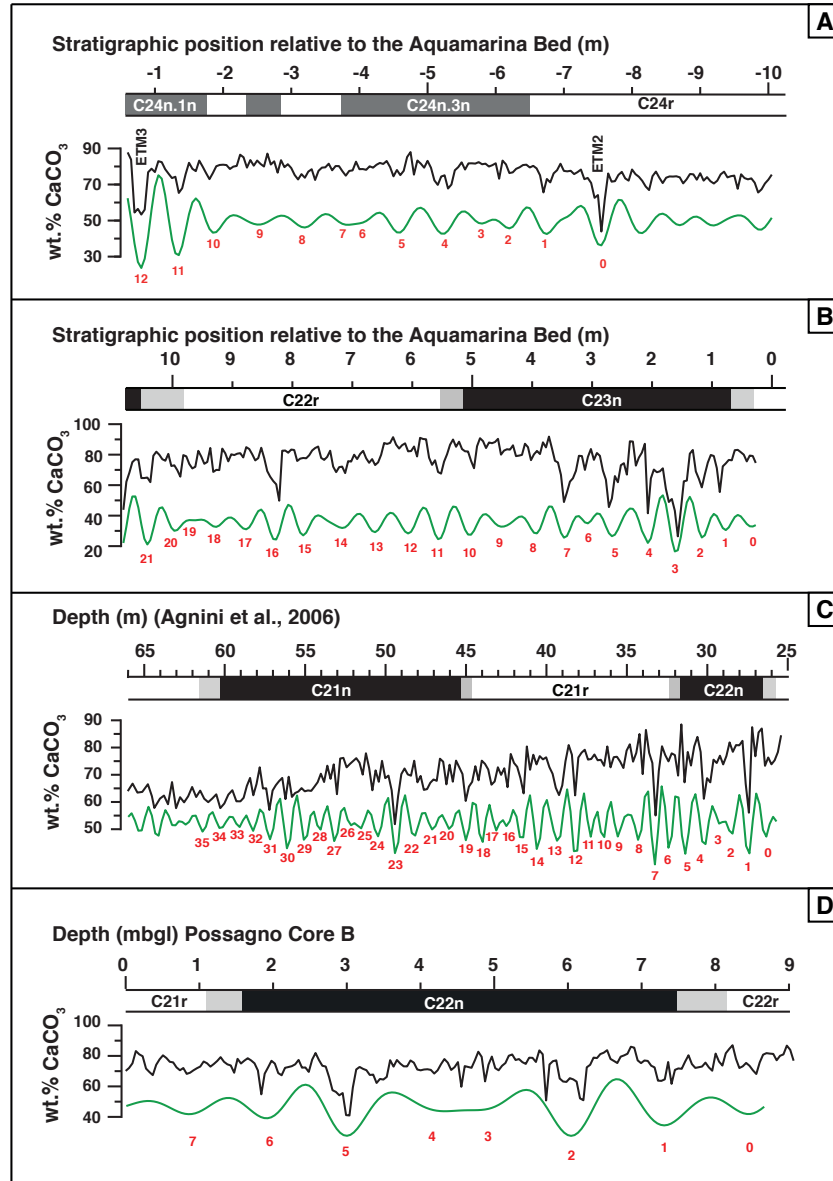 A
Stratigraphic position relative to the Aquamarina Bed (m)
-1 -2 -3 -4 -5 -6 -7 -8 -9 -10
C24n.1n C24n.3n C24r
wt.% CaCO3
90
70
50
30
ETM3
ETM2
12 11 10 9 8 7 6 5 4 3 2 1 0
B
Stratigraphic position relative to the Aquamarina Bed (m)
10 9 8 7 6 5 4 3 2 1 0
C22r C23n
wt.% CaCO3
100
80
60
40
20
21 20 19 18 17 16 15 14 13 12 11 10 9 8 7 6 5 4 3 2 1 0
C
Depth (m) (Agnini et al., 2006)
65 60 55 50 45 40 35 30 25
C21n C21r C22n
wt.% CaCO3
90
80
70
60
50
35 34 33 32 31 30 29 28 27 26 25 24 23 22 21 20 19 18 17 16 15 14 13 12 11 10 9 8 7 6 5 4 3 2 1 0
D
Depth (mbgl) Possagno Core B
0 1 2 3 4 5 6 7 8 9
C21r C22n C22r
wt.% CaCO3
100
80
60
40
7 6 5 4 3 2 1 0